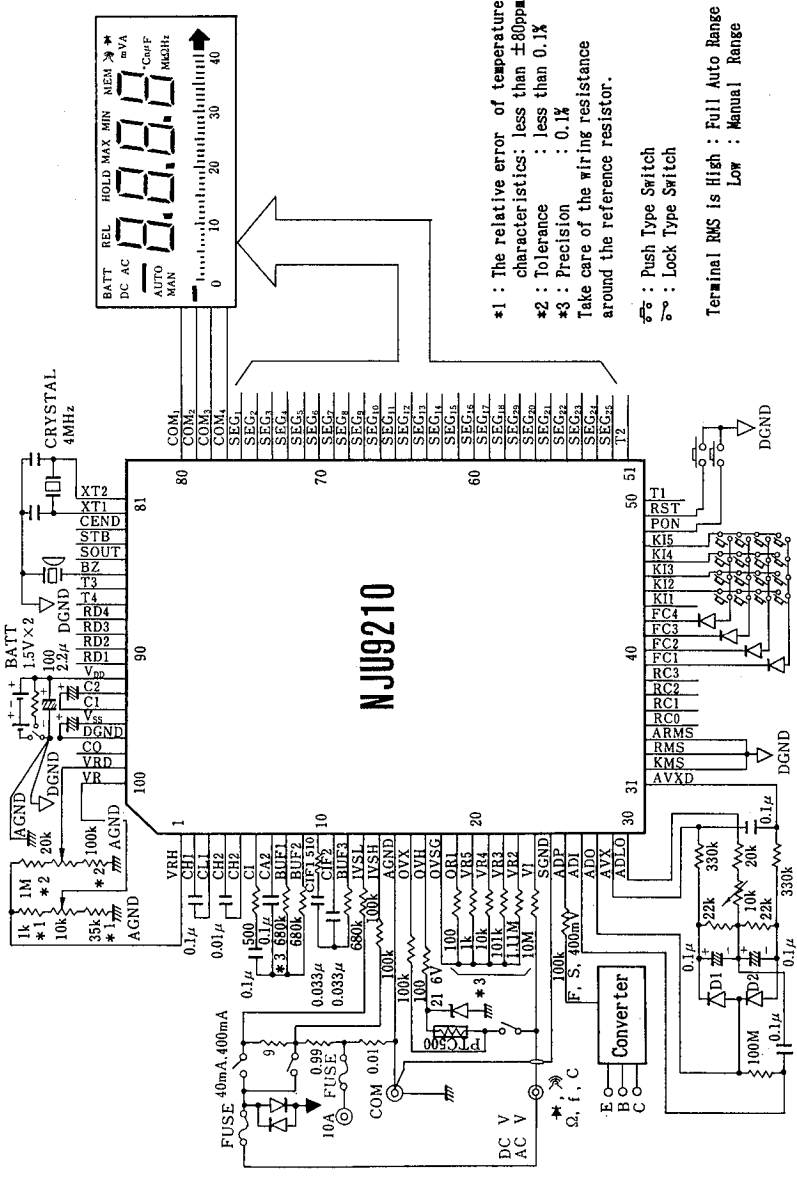 BATT REL HOLD MAX MIN MEM
DC AC
mVA
°CnμF
MkΩHz
AUTO
MAN
0 10 20 30 40
*1 : The relative error of temperature
characteristics: less than ±80ppm
*2 : Tolerance : less than 0.1%
*3 : Precision : 0.1%
Take care of the wiring resistance
around the reference resistor.
: Push Type Switch
: Lock Type Switch
Terminal RMS is High : Full Auto Range
Low : Manual Range
NJU9210
CRYSTAL
4MHz
BATT
1.5V×2
100
2.2μ
DGND
DGND
AGND
20k
100k
AGND
1M
*2
*2
1k
*1
10k
35k
*1
AGND
81
XT2
XT1
CEND
STB
SOUT
BZ
T3
T4
RD4
RD3
RD2
RD1
90
VDD
C2
C1
VSS
DGND
CO
VRD
VR
100
COM1
COM2
COM3
COM4
80
SEG1
SEG2
SEG3
SEG4
SEG5
SEG6
SEG7
SEG8
SEG9
SEG10
SEG11
SEG12
SEG13
SEG14
SEG15
SEG16
SEG17
SEG18
SEG29
SEG20
SEG21
SEG22
SEG23
SEG24
SEG25
T2
70
60
51
50
T1
RST
PON
KI5
KI4
KI3
KI2
KI1
FC4
FC3
FC2
FC1
40
RC3
RC2
RC1
RC0
ARMS
RMS
KMS
AVXD
31
DGND
DGND
1
VRH
CH1
CL1
CH2
CH2
CI
CA2
BUF1
BUF2
CIF1
CIF2
BUF3
10
IVSL
IVSH
AGND
OVX
OVH
OVSG
OR1
VR5
VR4
VR3
VR2
VI
20
SGND
ADP
ADI
ADO
AVX
ADLO
30
0.1μ
0.01μ
0.1μ
500
0.1μ
*3
680k
680k
510
0.033μ
0.033μ
680k
100k
100k
100k
100
21 6V
*3
100
1k
10k
101k
1.11M
10M
100k
PTC500
F, S, 400mV
FUSE
40mA.400mA
9
0.99
0.01
FUSE
10A
COM
DC V
AC V
Ω, f, C
Converter
E
B
C
0.1μ
D1
D2
100M
0.1μ
0.1μ
22k
22k
10k
20k
330k
330k
0.1μ